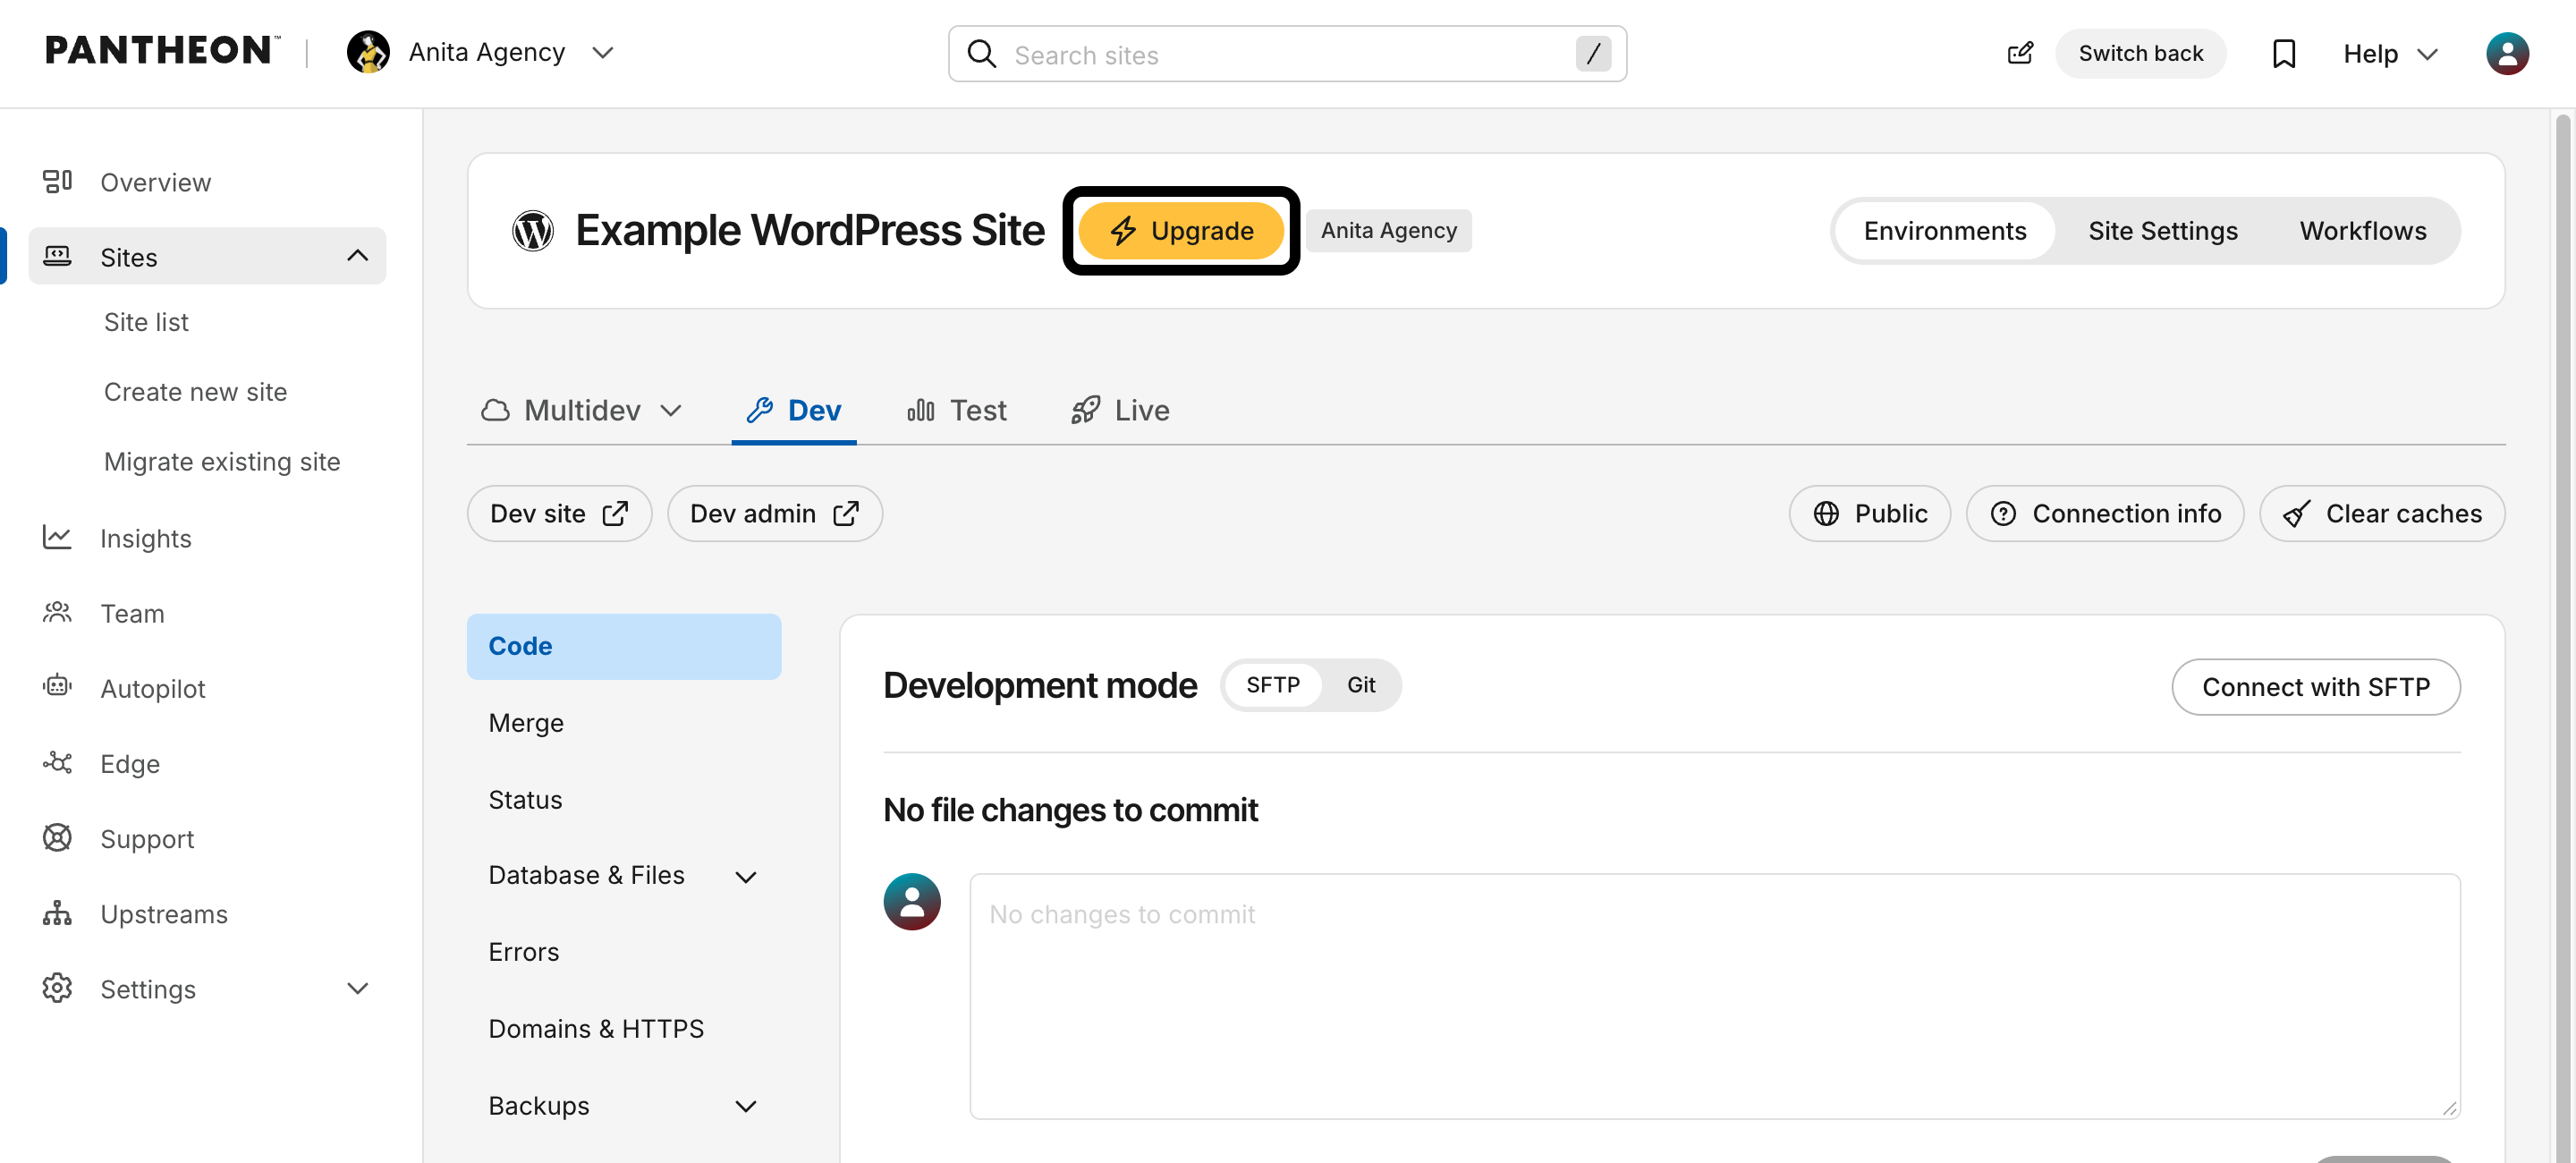 PANTHEON™
Anita Agency
Search sites
/
Switch back
Help
Overview
Sites
Site list
Create new site
Migrate existing site
Insights
Team
Autopilot
Edge
Support
Upstreams
Settings
Example WordPress Site
Upgrade
Anita Agency
Environments
Site Settings
Workflows
Multidev
Dev
Test
Live
Dev site
Dev admin
Public
Connection info
Clear caches
Code
Merge
Status
Database & Files
Errors
Domains & HTTPS
Backups
Development mode
SFTP
Git
Connect with SFTP
No file changes to commit
No changes to commit